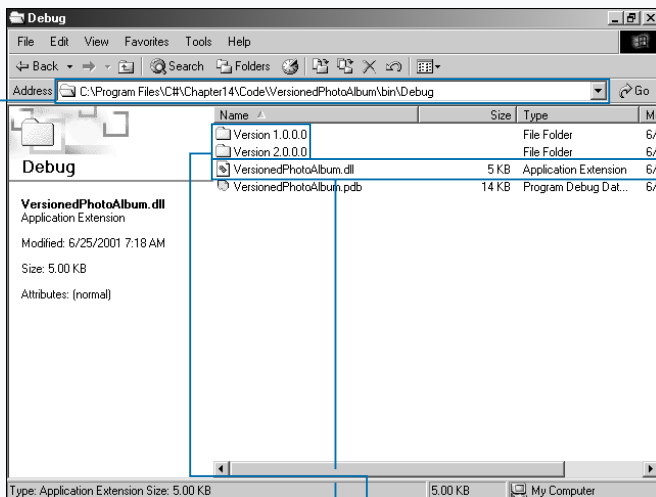 Debug
File Edit View Favorites Tools Help
Back Search Folders
Address C:\Program Files\C#\Chapter14\Code\VersionedPhotoAlbum\bin\Debug Go
Name Size Type M
Version 1.0.0.0 File Folder 6/
Version 2.0.0.0 File Folder 6/
VersionedPhotoAlbum.dll 5 KB Application Extension 6/
VersionedPhotoAlbum.pdb 14 KB Program Debug Dat... 6/
Debug
VersionedPhotoAlbum.dll
Application Extension
Modified: 6/25/2001 7:18 AM
Size: 5.00 KB
Attributes: (normal)
Type: Application Extension Size: 5.00 KB 5.00 KB My Computer